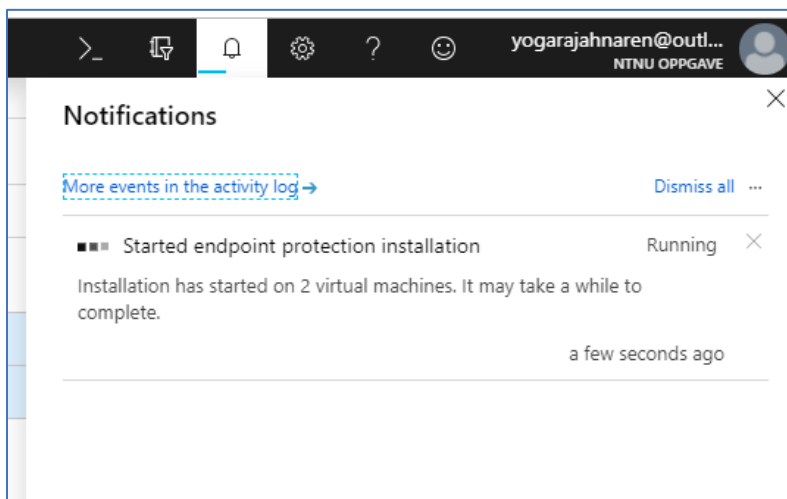 yogarajahnaren@outl...
NTNU OPPGAVE
Notifications
More events in the activity log → Dismiss all ...
Started endpoint protection installation Running
Installation has started on 2 virtual machines. It may take a while to
complete.
a few seconds ago